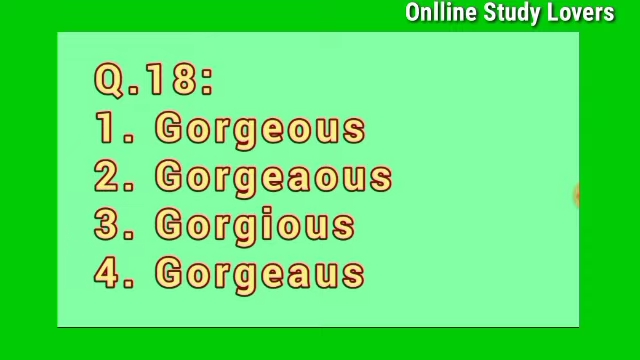 Onlline Study Lovers
Q.18:
1. Gorgeous
2. Gorgeaous
3. Gorgious
4. Gorgeaus